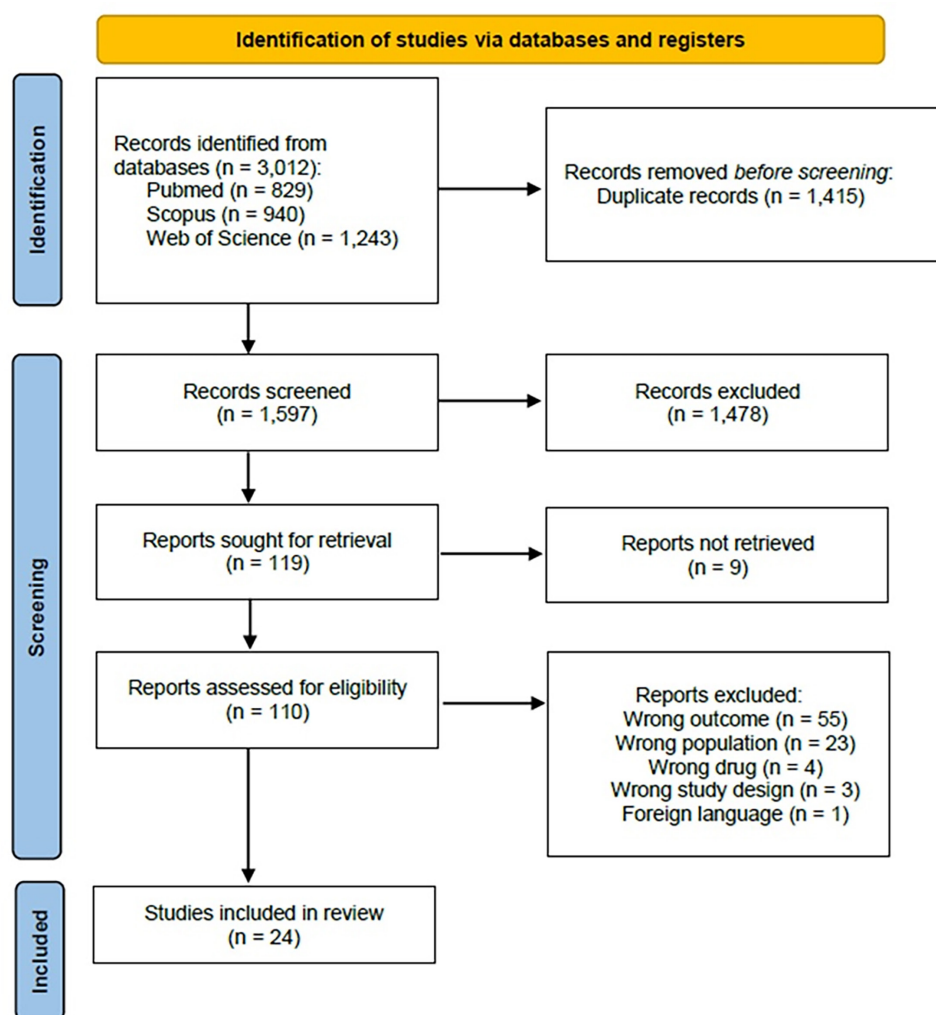 Identification of studies via databases and registers
Identification
Records identified from
databases (n = 3,012):
Pubmed (n = 829)
Scopus (n = 940)
Web of Science (n = 1,243)
Records removed before screening:
Duplicate records (n = 1,415)
Screening
Records screened
(n = 1,597)
Records excluded
(n = 1,478)
Reports sought for retrieval
(n = 119)
Reports not retrieved
(n = 9)
Reports assessed for eligibility
(n = 110)
Reports excluded:
Wrong outcome (n = 55)
Wrong population (n = 23)
Wrong drug (n = 4)
Wrong study design (n = 3)
Foreign language (n = 1)
Included
Studies included in review
(n = 24)